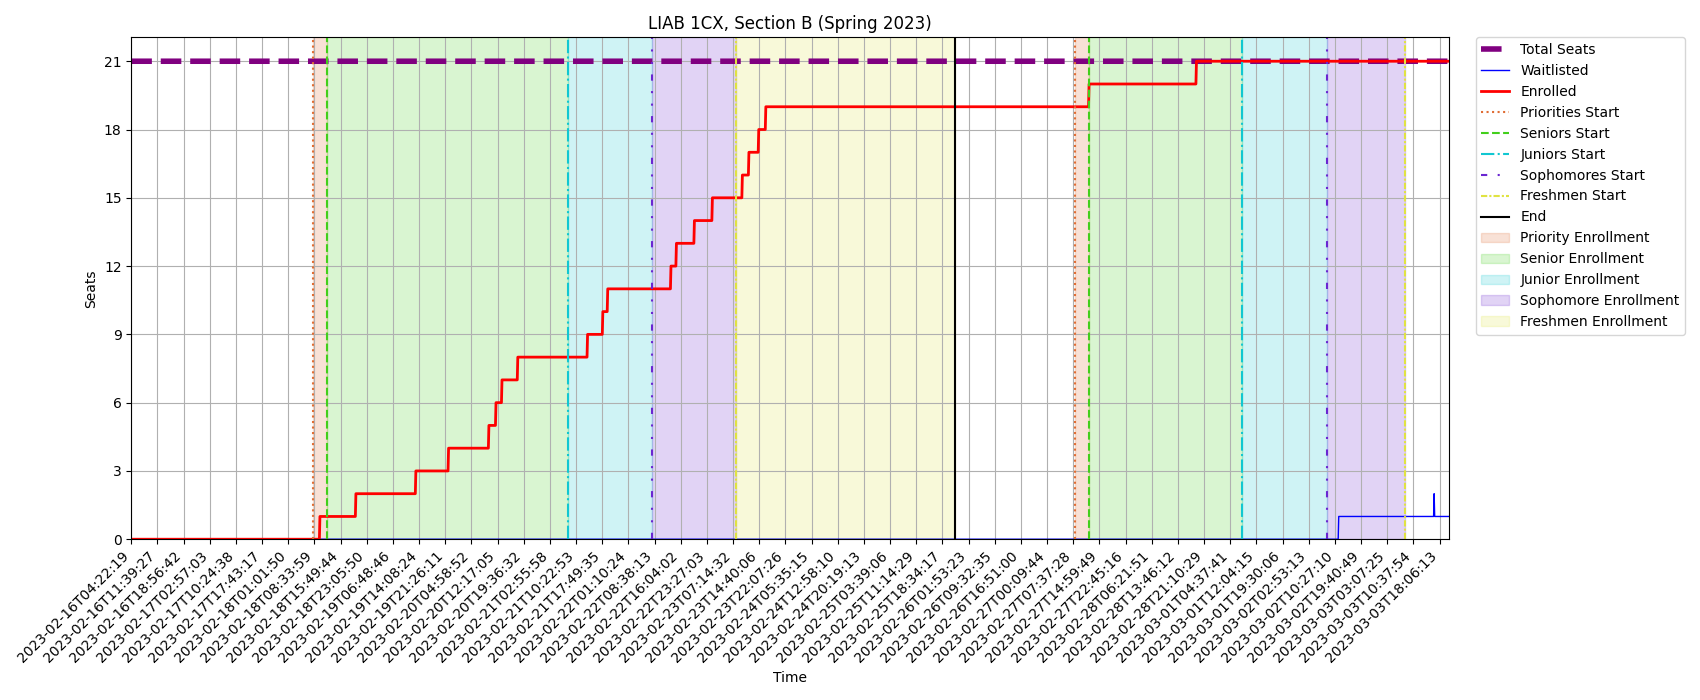 LIAB 1CX, Section B (Spring 2023)
Seats
21
18
15
12
9
6
3
0
2023-02-16T04:22:19
2023-02-16T11:39:27
2023-02-16T18:56:42
2023-02-17T02:57:03
2023-02-17T10:24:38
2023-02-17T17:43:17
2023-02-18T01:01:50
2023-02-18T08:33:59
2023-02-18T15:49:44
2023-02-18T23:05:50
2023-02-19T06:48:46
2023-02-19T14:08:24
2023-02-19T21:26:11
2023-02-20T04:58:52
2023-02-20T12:17:05
2023-02-20T19:36:32
2023-02-21T02:55:58
2023-02-21T10:22:53
2023-02-21T17:49:35
2023-02-22T01:10:24
2023-02-22T08:38:13
2023-02-22T16:04:02
2023-02-22T23:27:03
2023-02-23T07:14:32
2023-02-23T14:40:06
2023-02-23T22:07:26
2023-02-24T05:35:15
2023-02-24T12:58:10
2023-02-24T20:19:13
2023-02-25T03:39:06
2023-02-25T11:14:29
2023-02-25T18:34:17
2023-02-26T01:53:23
2023-02-26T09:32:35
2023-02-26T16:51:00
2023-02-27T00:09:44
2023-02-27T07:37:28
2023-02-27T14:59:49
2023-02-27T22:45:16
2023-02-28T06:21:51
2023-02-28T13:46:12
2023-02-28T21:10:29
2023-03-01T04:37:41
2023-03-01T12:04:15
2023-03-01T19:30:06
2023-03-02T02:53:13
2023-03-02T10:27:10
2023-03-02T19:40:49
2023-03-03T03:07:25
2023-03-03T10:37:54
2023-03-03T18:06:13
Time
Total Seats
Waitlisted
Enrolled
Priorities Start
Seniors Start
Juniors Start
Sophomores Start
Freshmen Start
End
Priority Enrollment
Senior Enrollment
Junior Enrollment
Sophomore Enrollment
Freshmen Enrollment